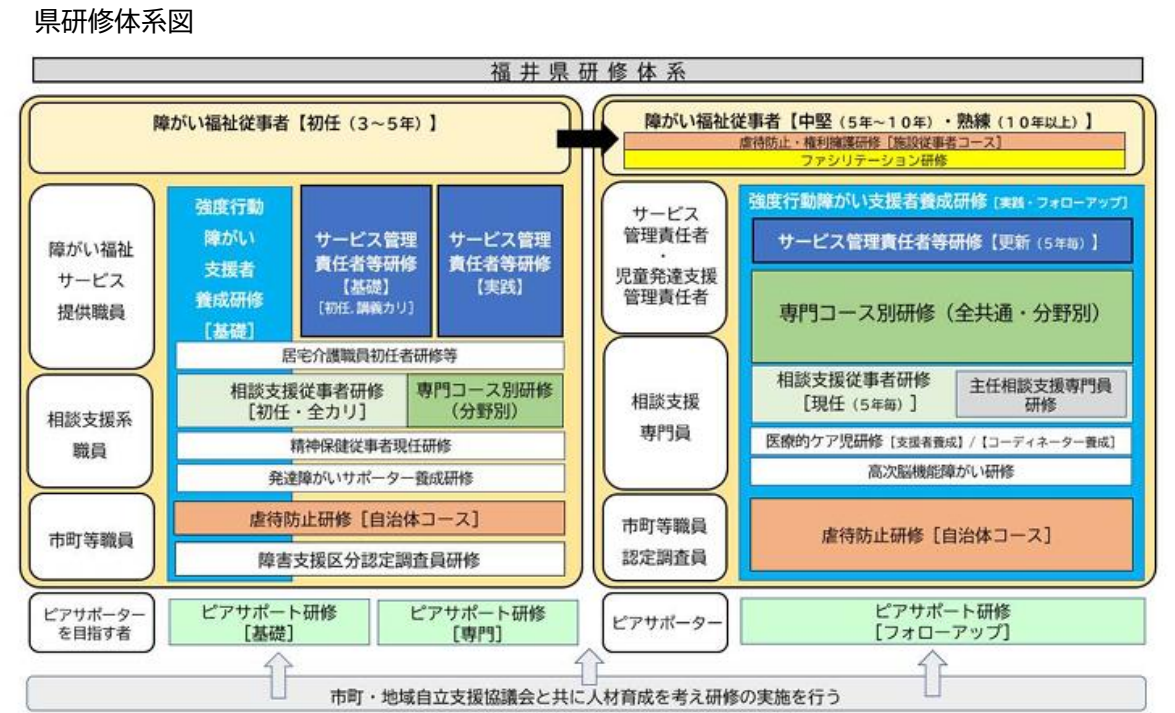 県研修体系図
福井県研修体系
障がい福祉従事者【初任（3～5年）】
障がい福祉
サービス
提供職員
強度行動
障がい
支援者
養成研修
[基礎]
サービス管理
責任者等研修
【基礎】
[初任､講義カリ]
サービス管理
責任者等研修
【実践】
居宅介護職員初任者研修等
相談支援系
職員
相談支援従事者研修
[初任・全カリ]
専門コース別研修
（分野別）
精神保健従事者現任研修
発達障がいサポーター養成研修
市町等職員
虐待防止研修［自治体コース］
障害支援区分認定調査員研修
ピアサポーター
を目指す者
ピアサポート研修
[基礎]
ピアサポート研修
[専門]
障がい福祉従事者【中堅（5年～10年）・熟練（10年以上）】
虐待防止・権利擁護研修［施設従事者コース］
ファシリテーション研修
サービス
管理責任者
・
児童発達支援
管理責任者
強度行動障がい支援者養成研修［実践・フォローアップ］
サービス管理責任者等研修【更新（5年毎）】
専門コース別研修（全共通・分野別）
相談支援
専門員
相談支援従事者研修
[現任（5年毎）]
主任相談支援専門員
研修
医療的ケア児研修［支援者養成］/【コーディネーター養成］
高次脳機能障がい研修
市町等職員
認定調査員
虐待防止研修［自治体コース］
ピアサポーター
ピアサポート研修
[フォローアップ]
市町・地域自立支援協議会と共に人材育成を考え研修の実施を行う